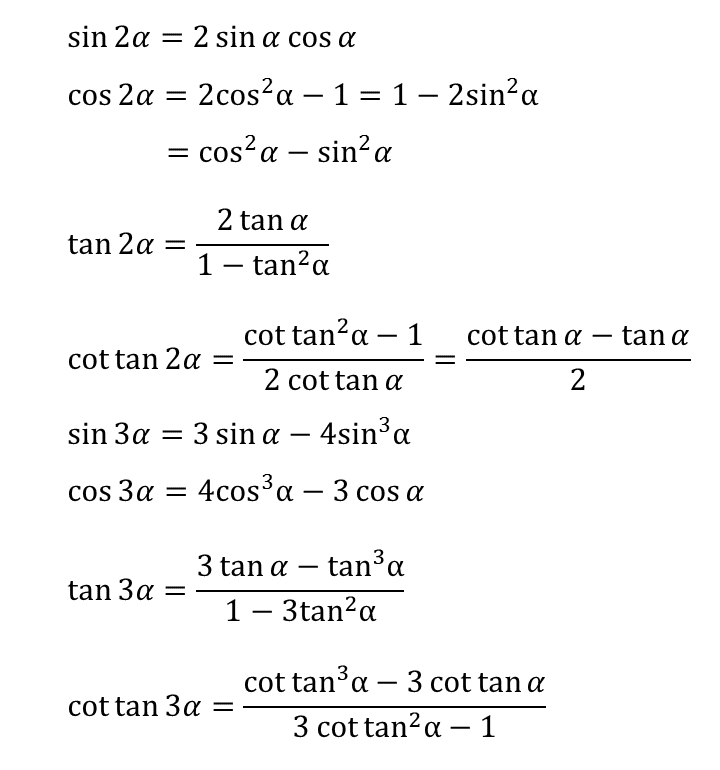 sin 2α = 2 sin α cos α
cos 2α = 2cos²α − 1 = 1 − 2sin²α
= cos²α − sin²α
tan 2α = (2 tan α)/(1 − tan²α)
cot tan 2α = (cot tan²α − 1)/(2 cot tan α) = (cot tan α − tan α)/2
sin 3α = 3 sin α − 4sin³α
cos 3α = 4cos³α − 3 cos α
tan 3α = (3 tan α − tan³α)/(1 − 3tan²α)
cot tan 3α = (cot tan³α − 3 cot tan α)/(3 cot tan²α − 1)